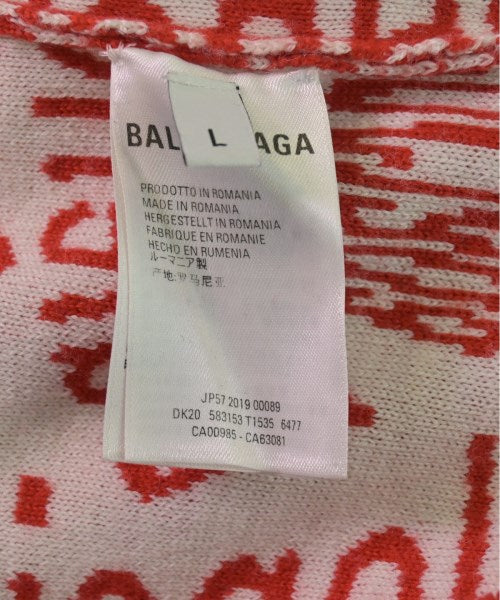 BAL L AGA
PRODOTTO IN ROMANIA
MADE IN ROMANIA
HERGESTELLT IN ROMANIA
FABRIQUE EN ROMANIE
HECHO EN RUMENIA
ルーマニア製
产地:罗马尼亚
JP57 2019 00089
DK20 583153 T1535 6477
CA00985 - CA63081